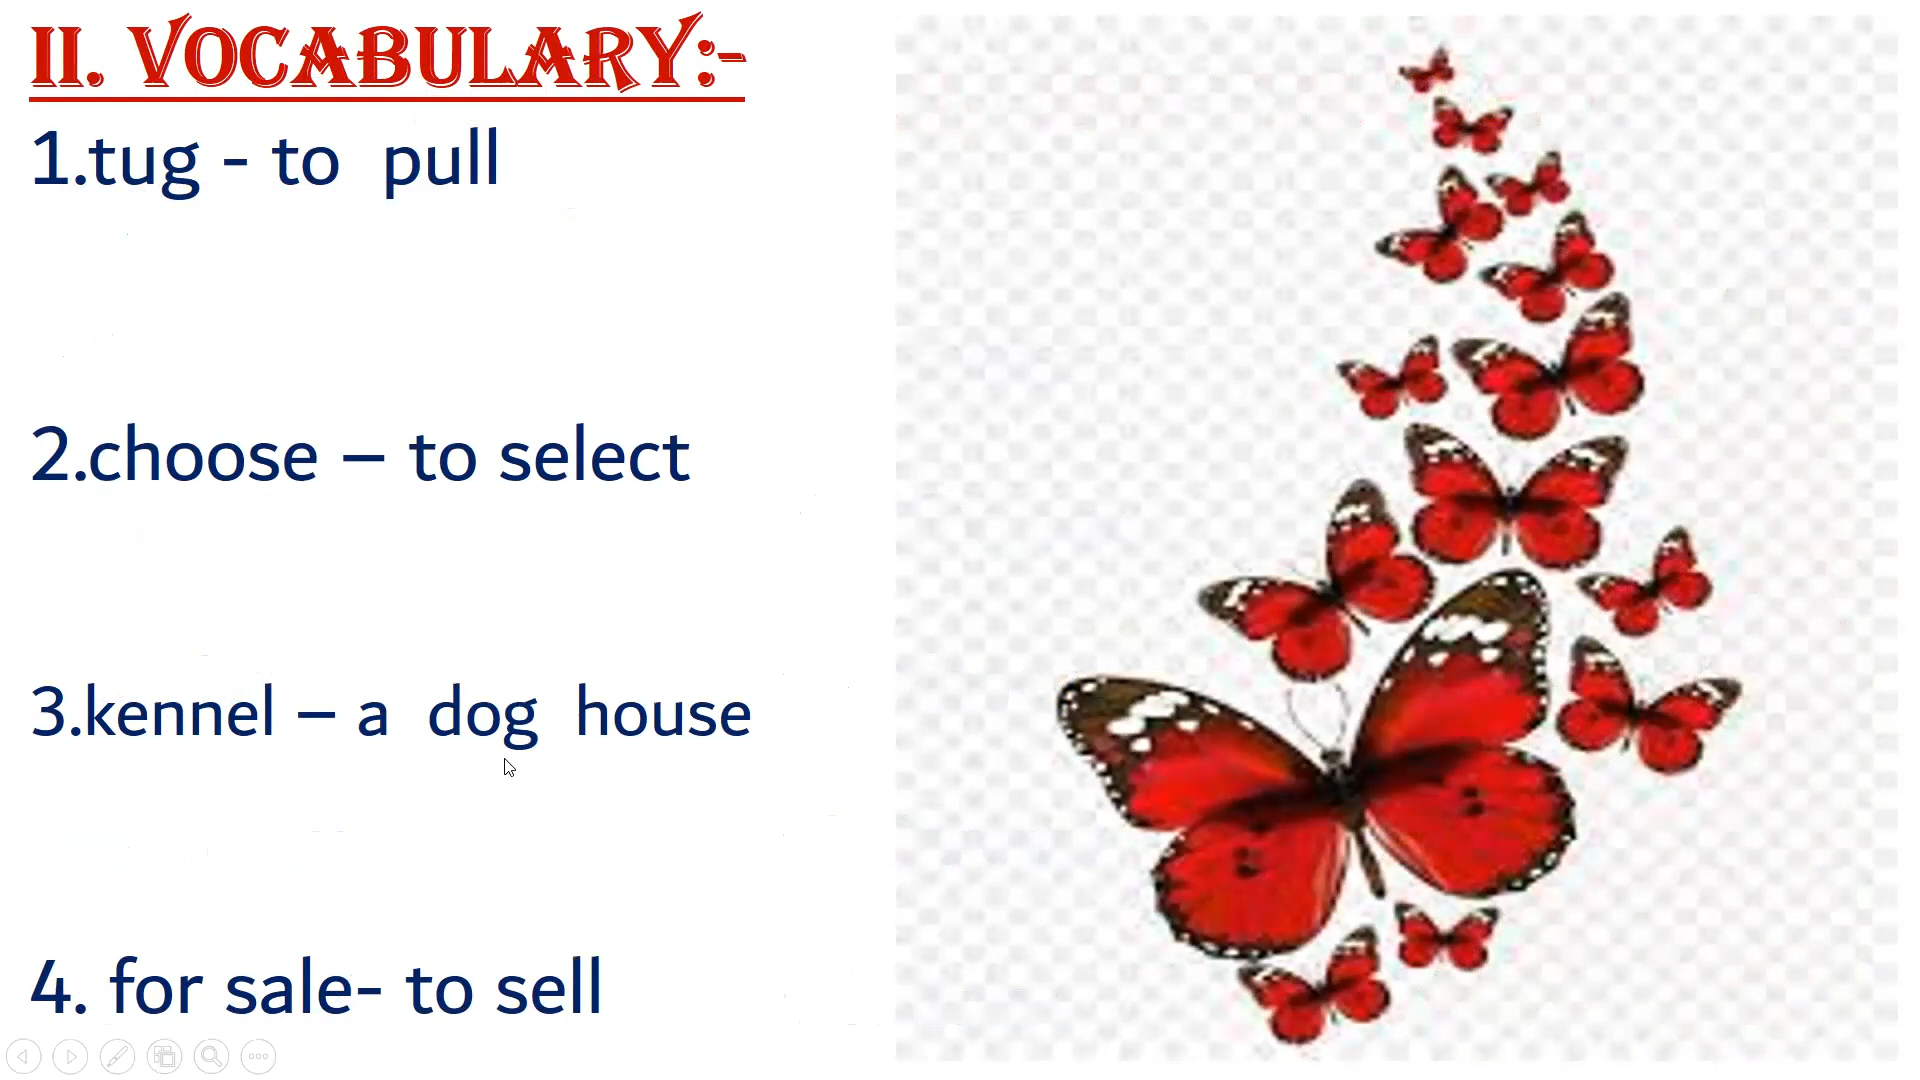 II. VOCABULARY:-
1.tug - to pull
2.choose – to select
3.kennel – a dog house
4. for sale- to sell